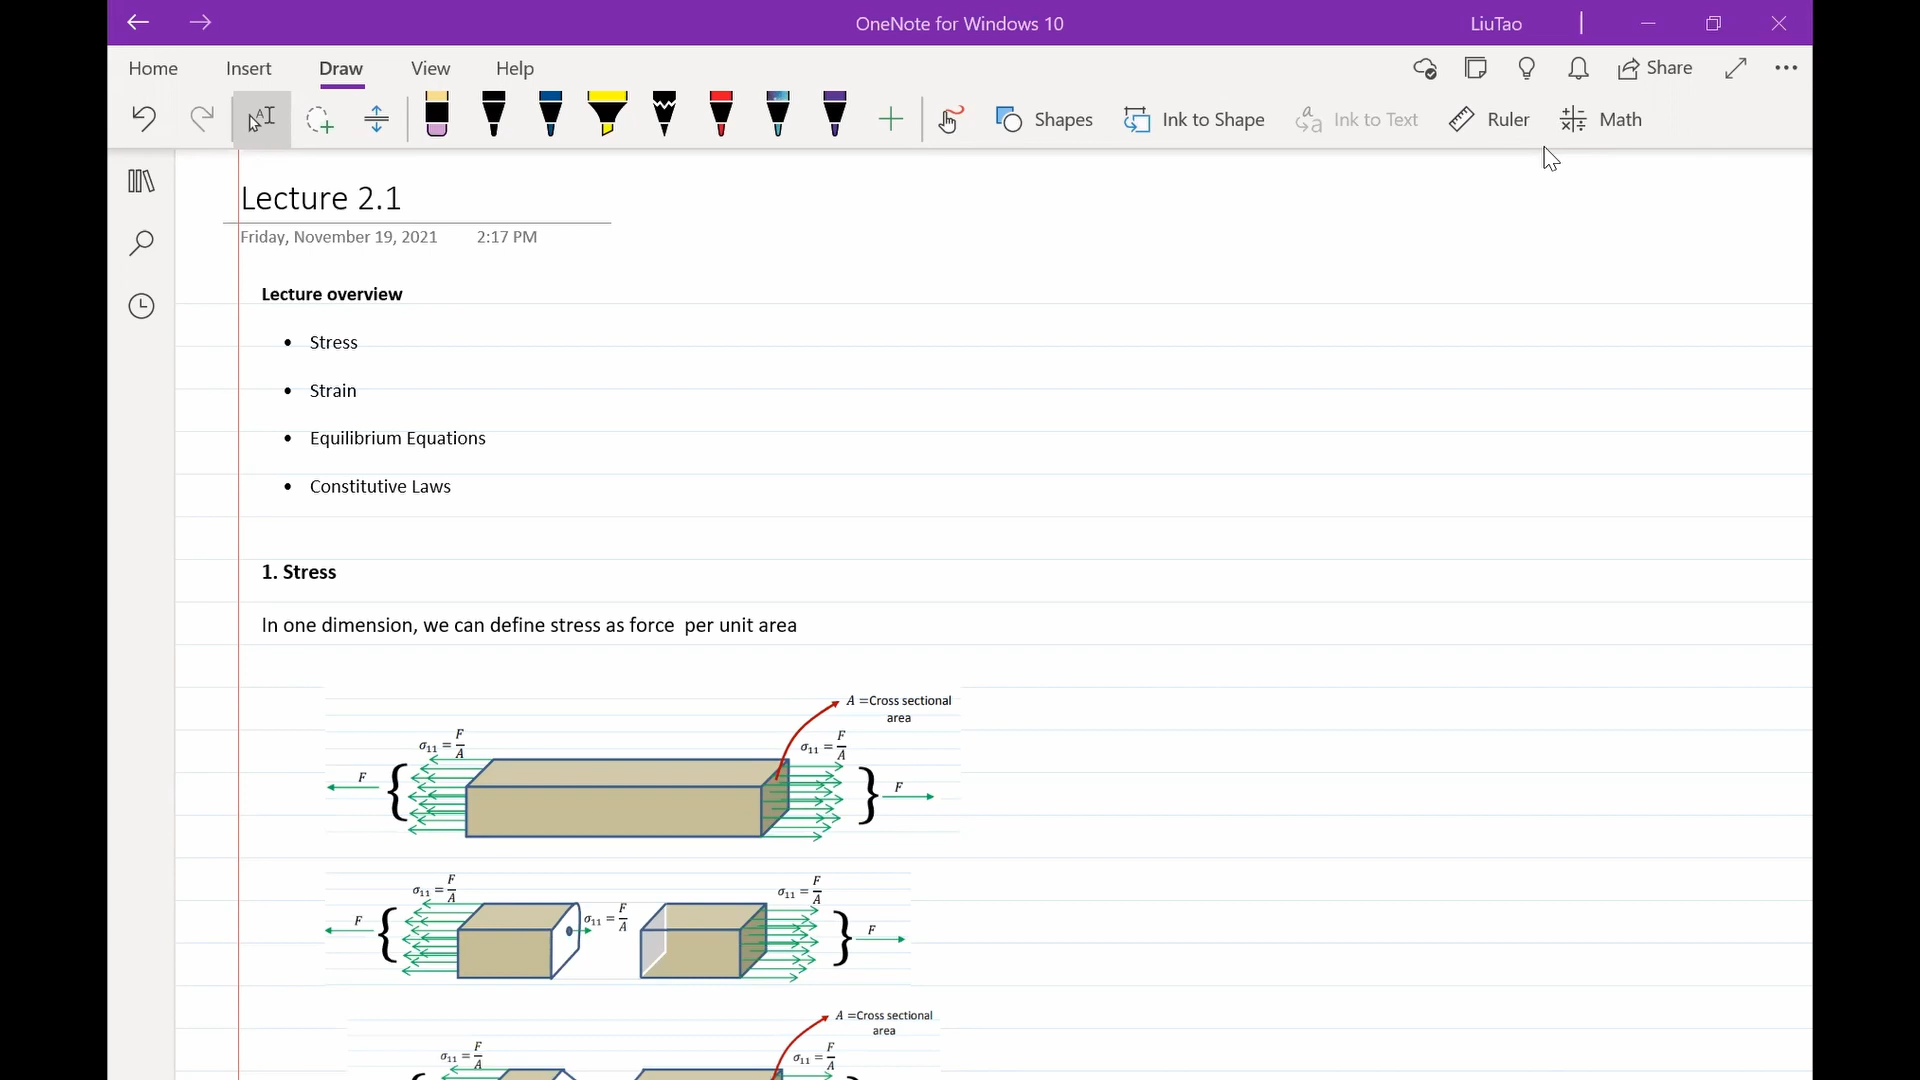 OneNote for Windows 10
LiuTao
Home Insert Draw View Help
Share
Shapes Ink to Shape Ink to Text Ruler Math
Lecture 2.1
Friday, November 19, 2021 2:17 PM
Lecture overview
• Stress
• Strain
• Equilibrium Equations
• Constitutive Laws
1. Stress
In one dimension, we can define stress as force per unit area
A =Cross sectional
area
σ₁₁ = F/A σ₁₁ = F/A
F F
σ₁₁ = F/A σ₁₁ = F/A σ₁₁ = F/A
F F
A =Cross sectional
area
σ₁₁ = F/A σ₁₁ = F/A